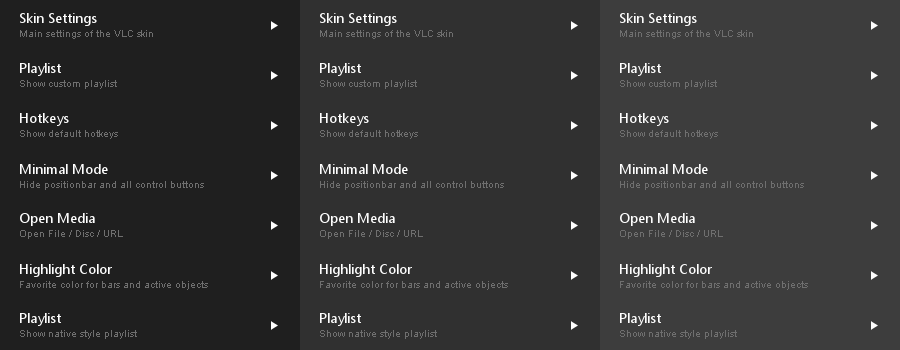 Skin Settings
Main settings of the VLC skin
Playlist
Show custom playlist
Hotkeys
Show default hotkeys
Minimal Mode
Hide positionbar and all control buttons
Open Media
Open File / Disc / URL
Highlight Color
Favorite color for bars and active objects
Playlist
Show native style playlist
Skin Settings
Main settings of the VLC skin
Playlist
Show custom playlist
Hotkeys
Show default hotkeys
Minimal Mode
Hide positionbar and all control buttons
Open Media
Open File / Disc / URL
Highlight Color
Favorite color for bars and active objects
Playlist
Show native style playlist
Skin Settings
Main settings of the VLC skin
Playlist
Show custom playlist
Hotkeys
Show default hotkeys
Minimal Mode
Hide positionbar and all control buttons
Open Media
Open File / Disc / URL
Highlight Color
Favorite color for bars and active objects
Playlist
Show native style playlist